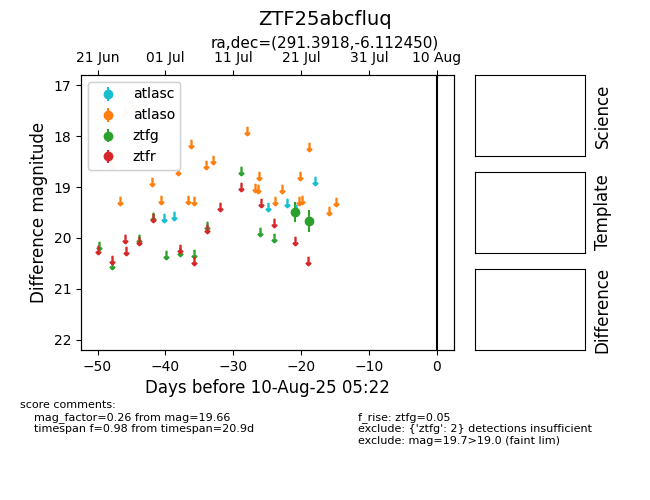 ZTF25abcfluq
ra,dec=(291.3918,-6.112450)
21 Jun 01 Jul 11 Jul 21 Jul 31 Jul 10 Aug
atlasc
atlaso
ztfg
ztfr
17
18
19
20
21
22
Difference magnitude
−50 −40 −30 −20 −10 0
Days before 10-Aug-25 05:22
Science
Template
Difference
score comments:
mag_factor=0.26 from mag=19.66
timespan f=0.98 from timespan=20.9d
f_rise: ztfg=0.05
exclude: {'ztfg': 2} detections insufficient
exclude: mag=19.7>19.0 (faint lim)